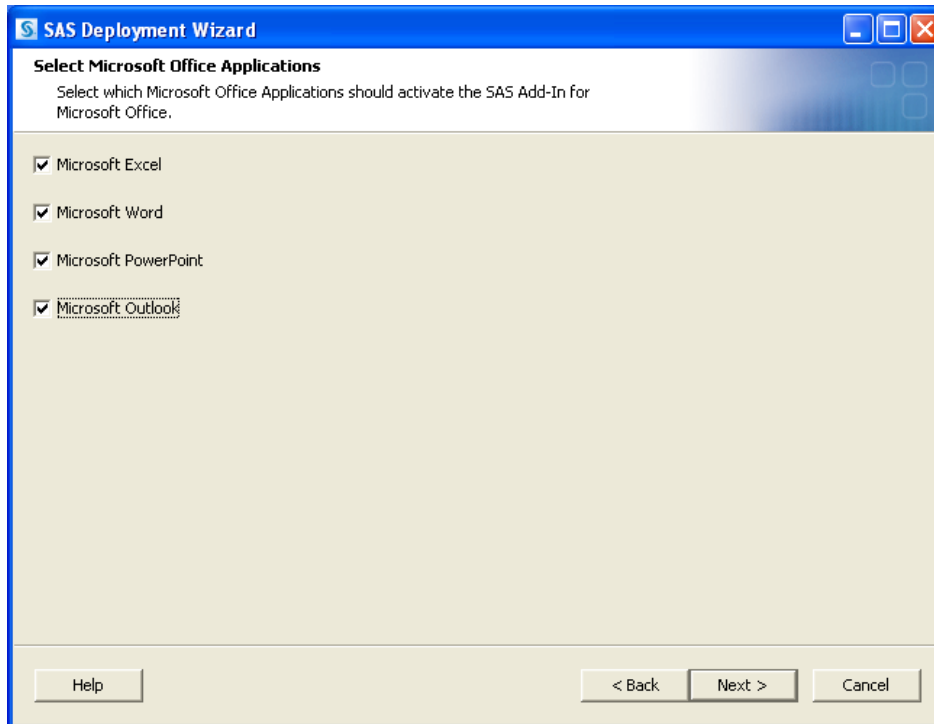 SAS Deployment Wizard
Select Microsoft Office Applications
Select which Microsoft Office Applications should activate the SAS Add-In for
Microsoft Office.
Microsoft Excel
Microsoft Word
Microsoft PowerPoint
Microsoft Outlook
Help
< Back
Next >
Cancel